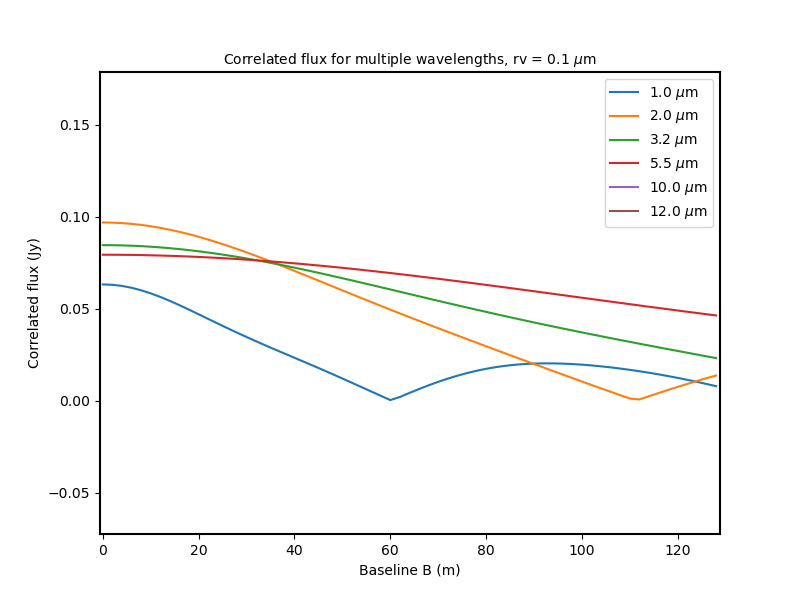 Correlated flux for multiple wavelengths, rv = 0.1 μm
1.0 μm
2.0 μm
3.2 μm
5.5 μm
10.0 μm
12.0 μm
0.15
0.10
0.05
0.00
−0.05
Correlated flux (Jy)
0 20 40 60 80 100 120
Baseline B (m)